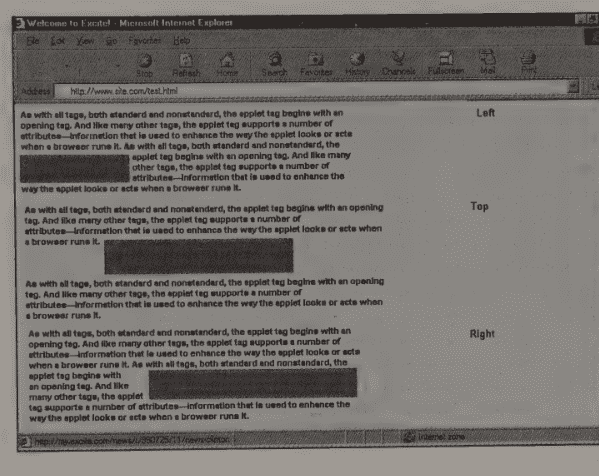 Welcome to Excite! - Microsoft Internet Explorer
File Edit View Go Favorites Help
Stop Refresh Home Search Favorites History Channels Fullscreen Mail Print
Address http://www.site.com/test.html
As with all tags, both standard and nonstandard, the applet tag begins with an
opening tag. And like many other tags, the applet tag supports a number of
attributes—information that is used to enhance the way the applet looks or acts
when a browser runs it. As with all tags, both standard and nonstandard, the
applet tag begins with an opening tag. And like many
other tags, the applet tag supports a number of
attributes—information that is used to enhance the
way the applet looks or acts when a browser runs it.
Left
As with all tags, both standard and nonstandard, the applet tag begins with an opening
tag. And like many other tags, the applet tag supports a number of
attributes—information that is used to enhance the way the applet looks or acts when
a browser runs it.
Top
As with all tags, both standard and nonstandard, the applet tag begins with an opening
tag. And like many other tags, the applet tag supports a number of
attributes—information that is used to enhance the way the applet looks or acts when
a browser runs it.
As with all tags, both standard and nonstandard, the applet tag begins with an
opening tag. And like many other tags, the applet tag supports a number of
attributes—information that is used to enhance the way the applet looks or acts
when a browser runs it. As with all tags, both standard and nonstandard, the
applet tag begins with
an opening tag. And like
many other tags, the applet
tag supports a number of attributes—information that is used to enhance the
way the applet looks or acts when a browser runs it.
Right
Internet zone